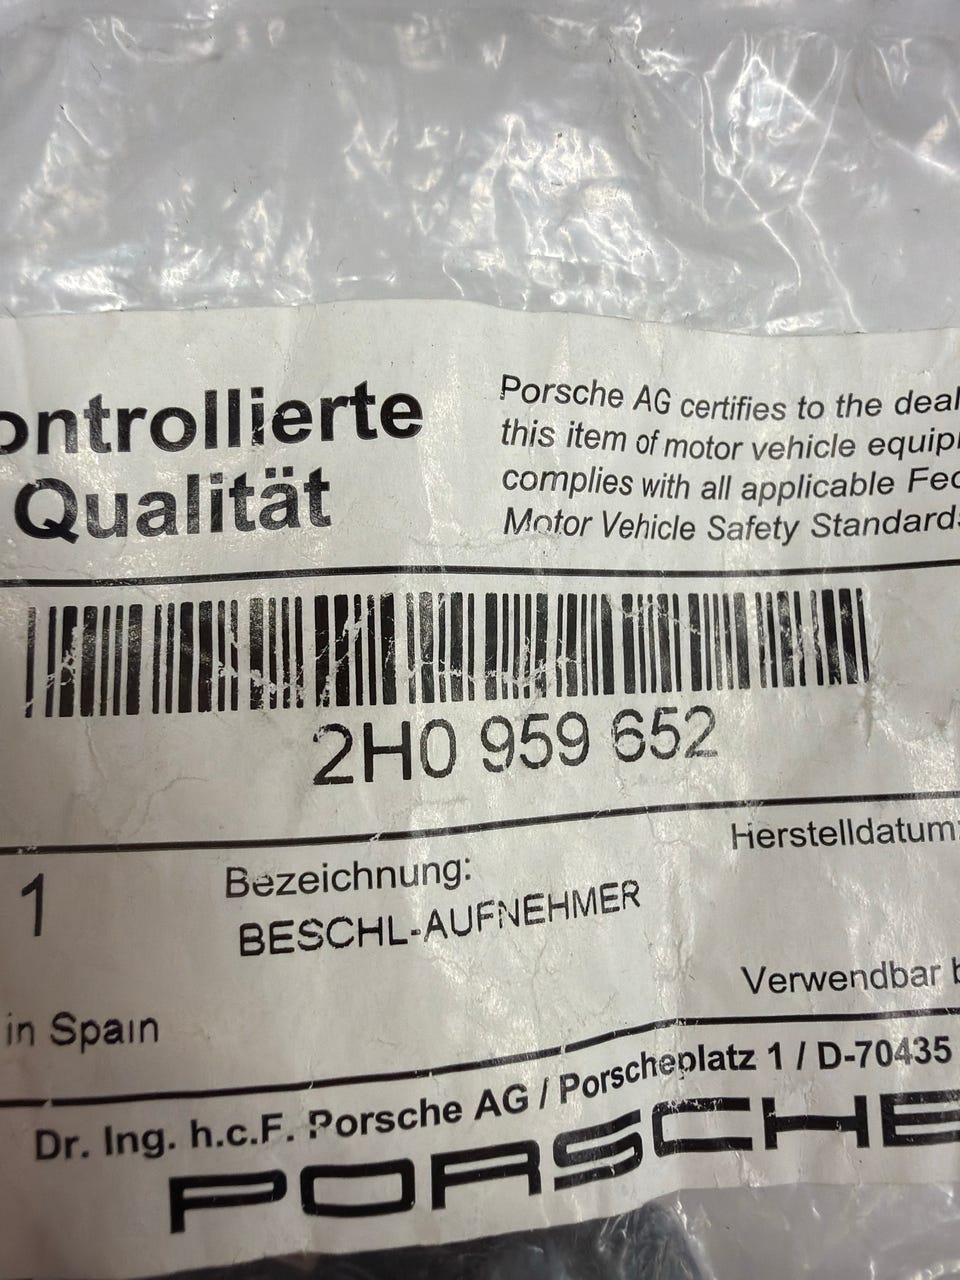 ontrollierte
Qualität
Porsche AG certifies to the deal
this item of motor vehicle equip
complies with all applicable Fed
Motor Vehicle Safety Standards
2H0 959 652
Herstelldatum:
1
Bezeichnung:
BESCHL-AUFNEHMER
Verwendbar b
in Spain
Dr. Ing. h.c.F. Porsche AG / Porscheplatz 1 / D-70435
PORSCHE